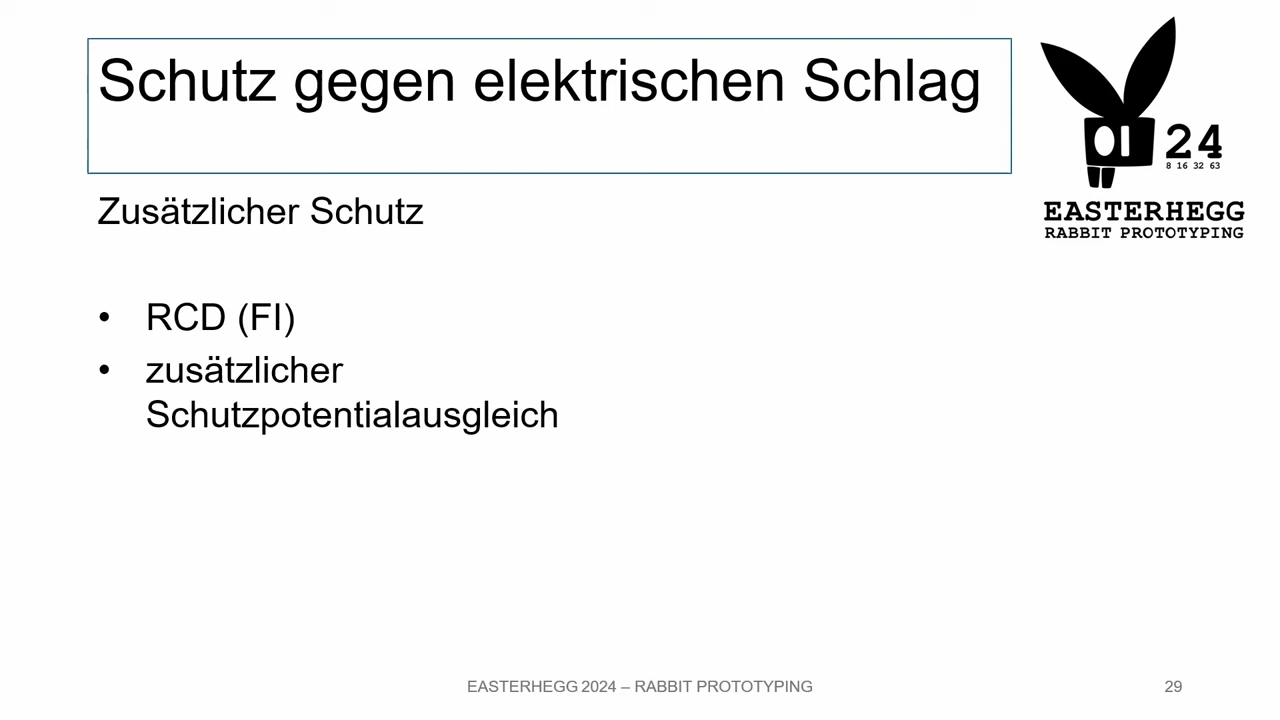 Schutz gegen elektrischen Schlag
24
8 16 32 63
EASTERHEGG
RABBIT PROTOTYPING
Zusätzlicher Schutz
• RCD (FI)
• zusätzlicher
Schutzpotentialausgleich
EASTERHEGG 2024 – RABBIT PROTOTYPING
29